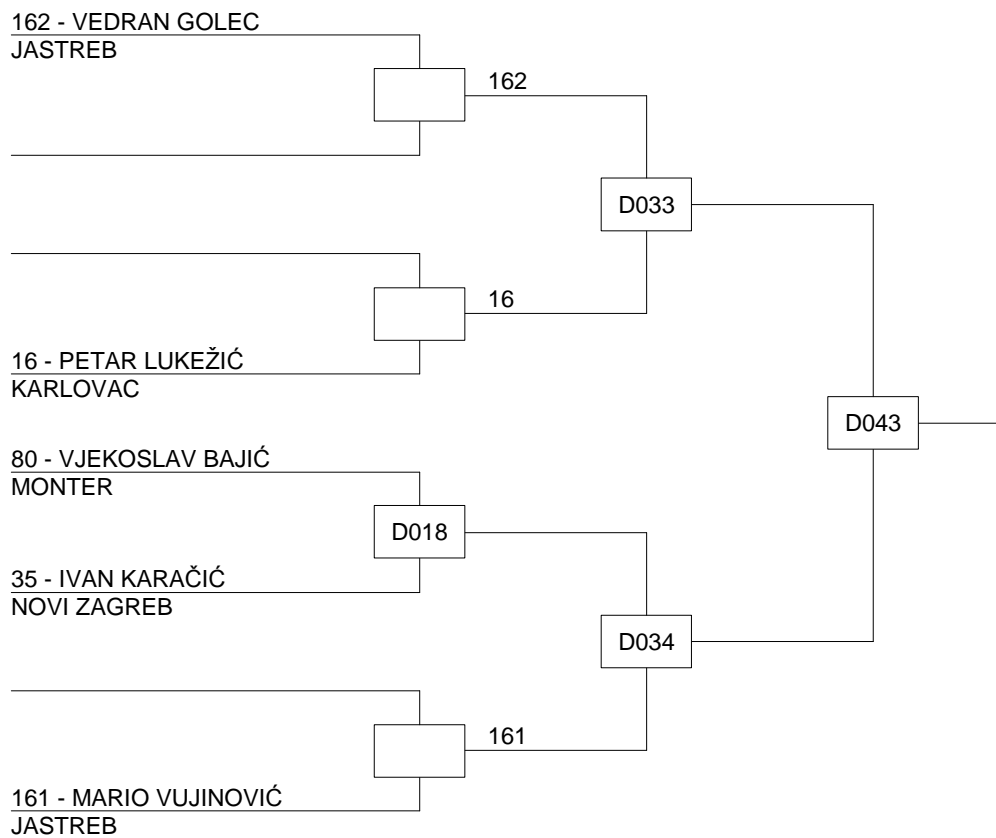 162 - VEDRAN GOLEC
JASTREB
162
D033
16
16 - PETAR LUKEŽIĆ
KARLOVAC
D043
80 - VJEKOSLAV BAJIĆ
MONTER
D018
35 - IVAN KARAČIĆ
NOVI ZAGREB
D034
161
161 - MARIO VUJINOVIĆ
JASTREB